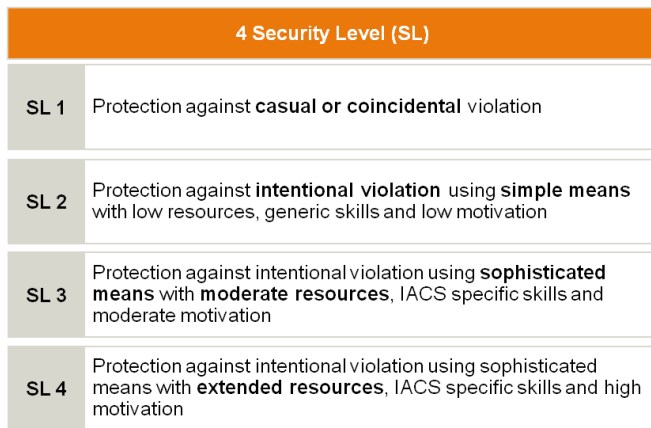 4 Security Level (SL)
SL 1
Protection against casual or coincidental violation
SL 2
Protection against intentional violation using simple means
with low resources, generic skills and low motivation
SL 3
Protection against intentional violation using sophisticated
means with moderate resources, IACS specific skills and
moderate motivation
SL 4
Protection against intentional violation using sophisticated
means with extended resources, IACS specific skills and high
motivation